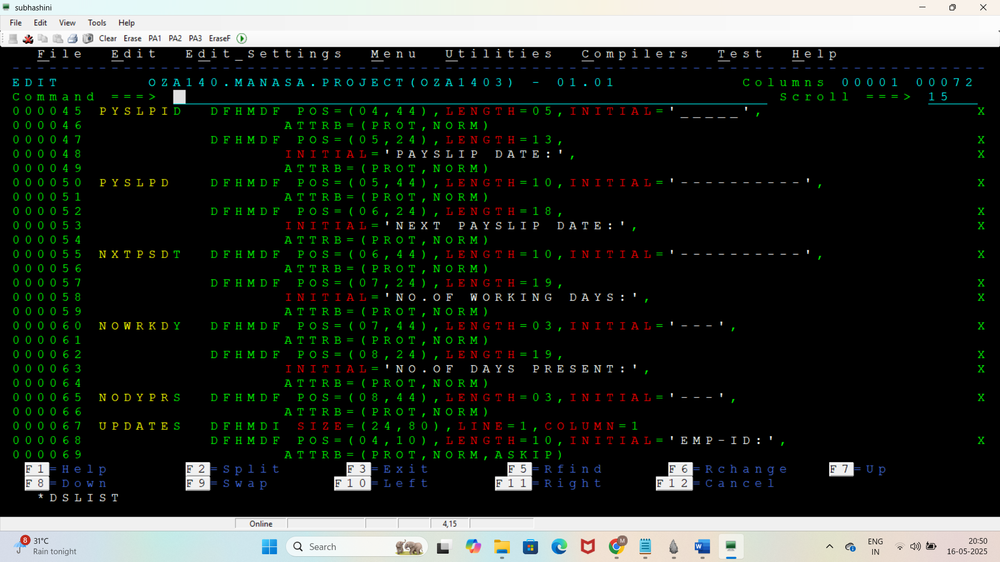 subhashini
File Edit View Tools Help
Clear Erase PA1 PA2 PA3 EraseF
File Edit Edit_Settings Menu Utilities Compilers Test Help
EDIT OZA140.MANASA.PROJECT(OZA1403) - 01.01 Columns 00001 00072
Command ===> Scroll ===> 15
000045 PYSLPID DFHMDF POS=(04,44),LENGTH=05,INITIAL='_____', X
000046 ATTRB=(PROT,NORM)
000047 DFHMDF POS=(05,24),LENGTH=13, X
000048 INITIAL='PAYSLIP DATE:', X
000049 ATTRB=(PROT,NORM)
000050 PYSLPD DFHMDF POS=(05,44),LENGTH=10,INITIAL='----------', X
000051 ATTRB=(PROT,NORM)
000052 DFHMDF POS=(06,24),LENGTH=18, X
000053 INITIAL='NEXT PAYSLIP DATE:', X
000054 ATTRB=(PROT,NORM)
000055 NXTPSDT DFHMDF POS=(06,44),LENGTH=10,INITIAL='----------', X
000056 ATTRB=(PROT,NORM)
000057 DFHMDF POS=(07,24),LENGTH=19, X
000058 INITIAL='NO.OF WORKING DAYS:', X
000059 ATTRB=(PROT,NORM)
000060 NOWRKDY DFHMDF POS=(07,44),LENGTH=03,INITIAL='---', X
000061 ATTRB=(PROT,NORM)
000062 DFHMDF POS=(08,24),LENGTH=19, X
000063 INITIAL='NO.OF DAYS PRESENT:', X
000064 ATTRB=(PROT,NORM)
000065 NODYPRS DFHMDF POS=(08,44),LENGTH=03,INITIAL='---', X
000066 ATTRB=(PROT,NORM)
000067 UPDATES DFHMDI SIZE=(24,80),LINE=1,COLUMN=1
000068 DFHMDF POS=(04,10),LENGTH=10,INITIAL='EMP-ID:', X
000069 ATTRB=(PROT,NORM,ASKIP)
F1=Help F2=Split F3=Exit F5=Rfind F6=Rchange F7=Up
F8=Down F9=Swap F10=Left F11=Right F12=Cancel
*DSLIST
Online 4,15
8 31°C
Rain tonight
Search
M
W
ENG
IN
20:50
16-05-2025